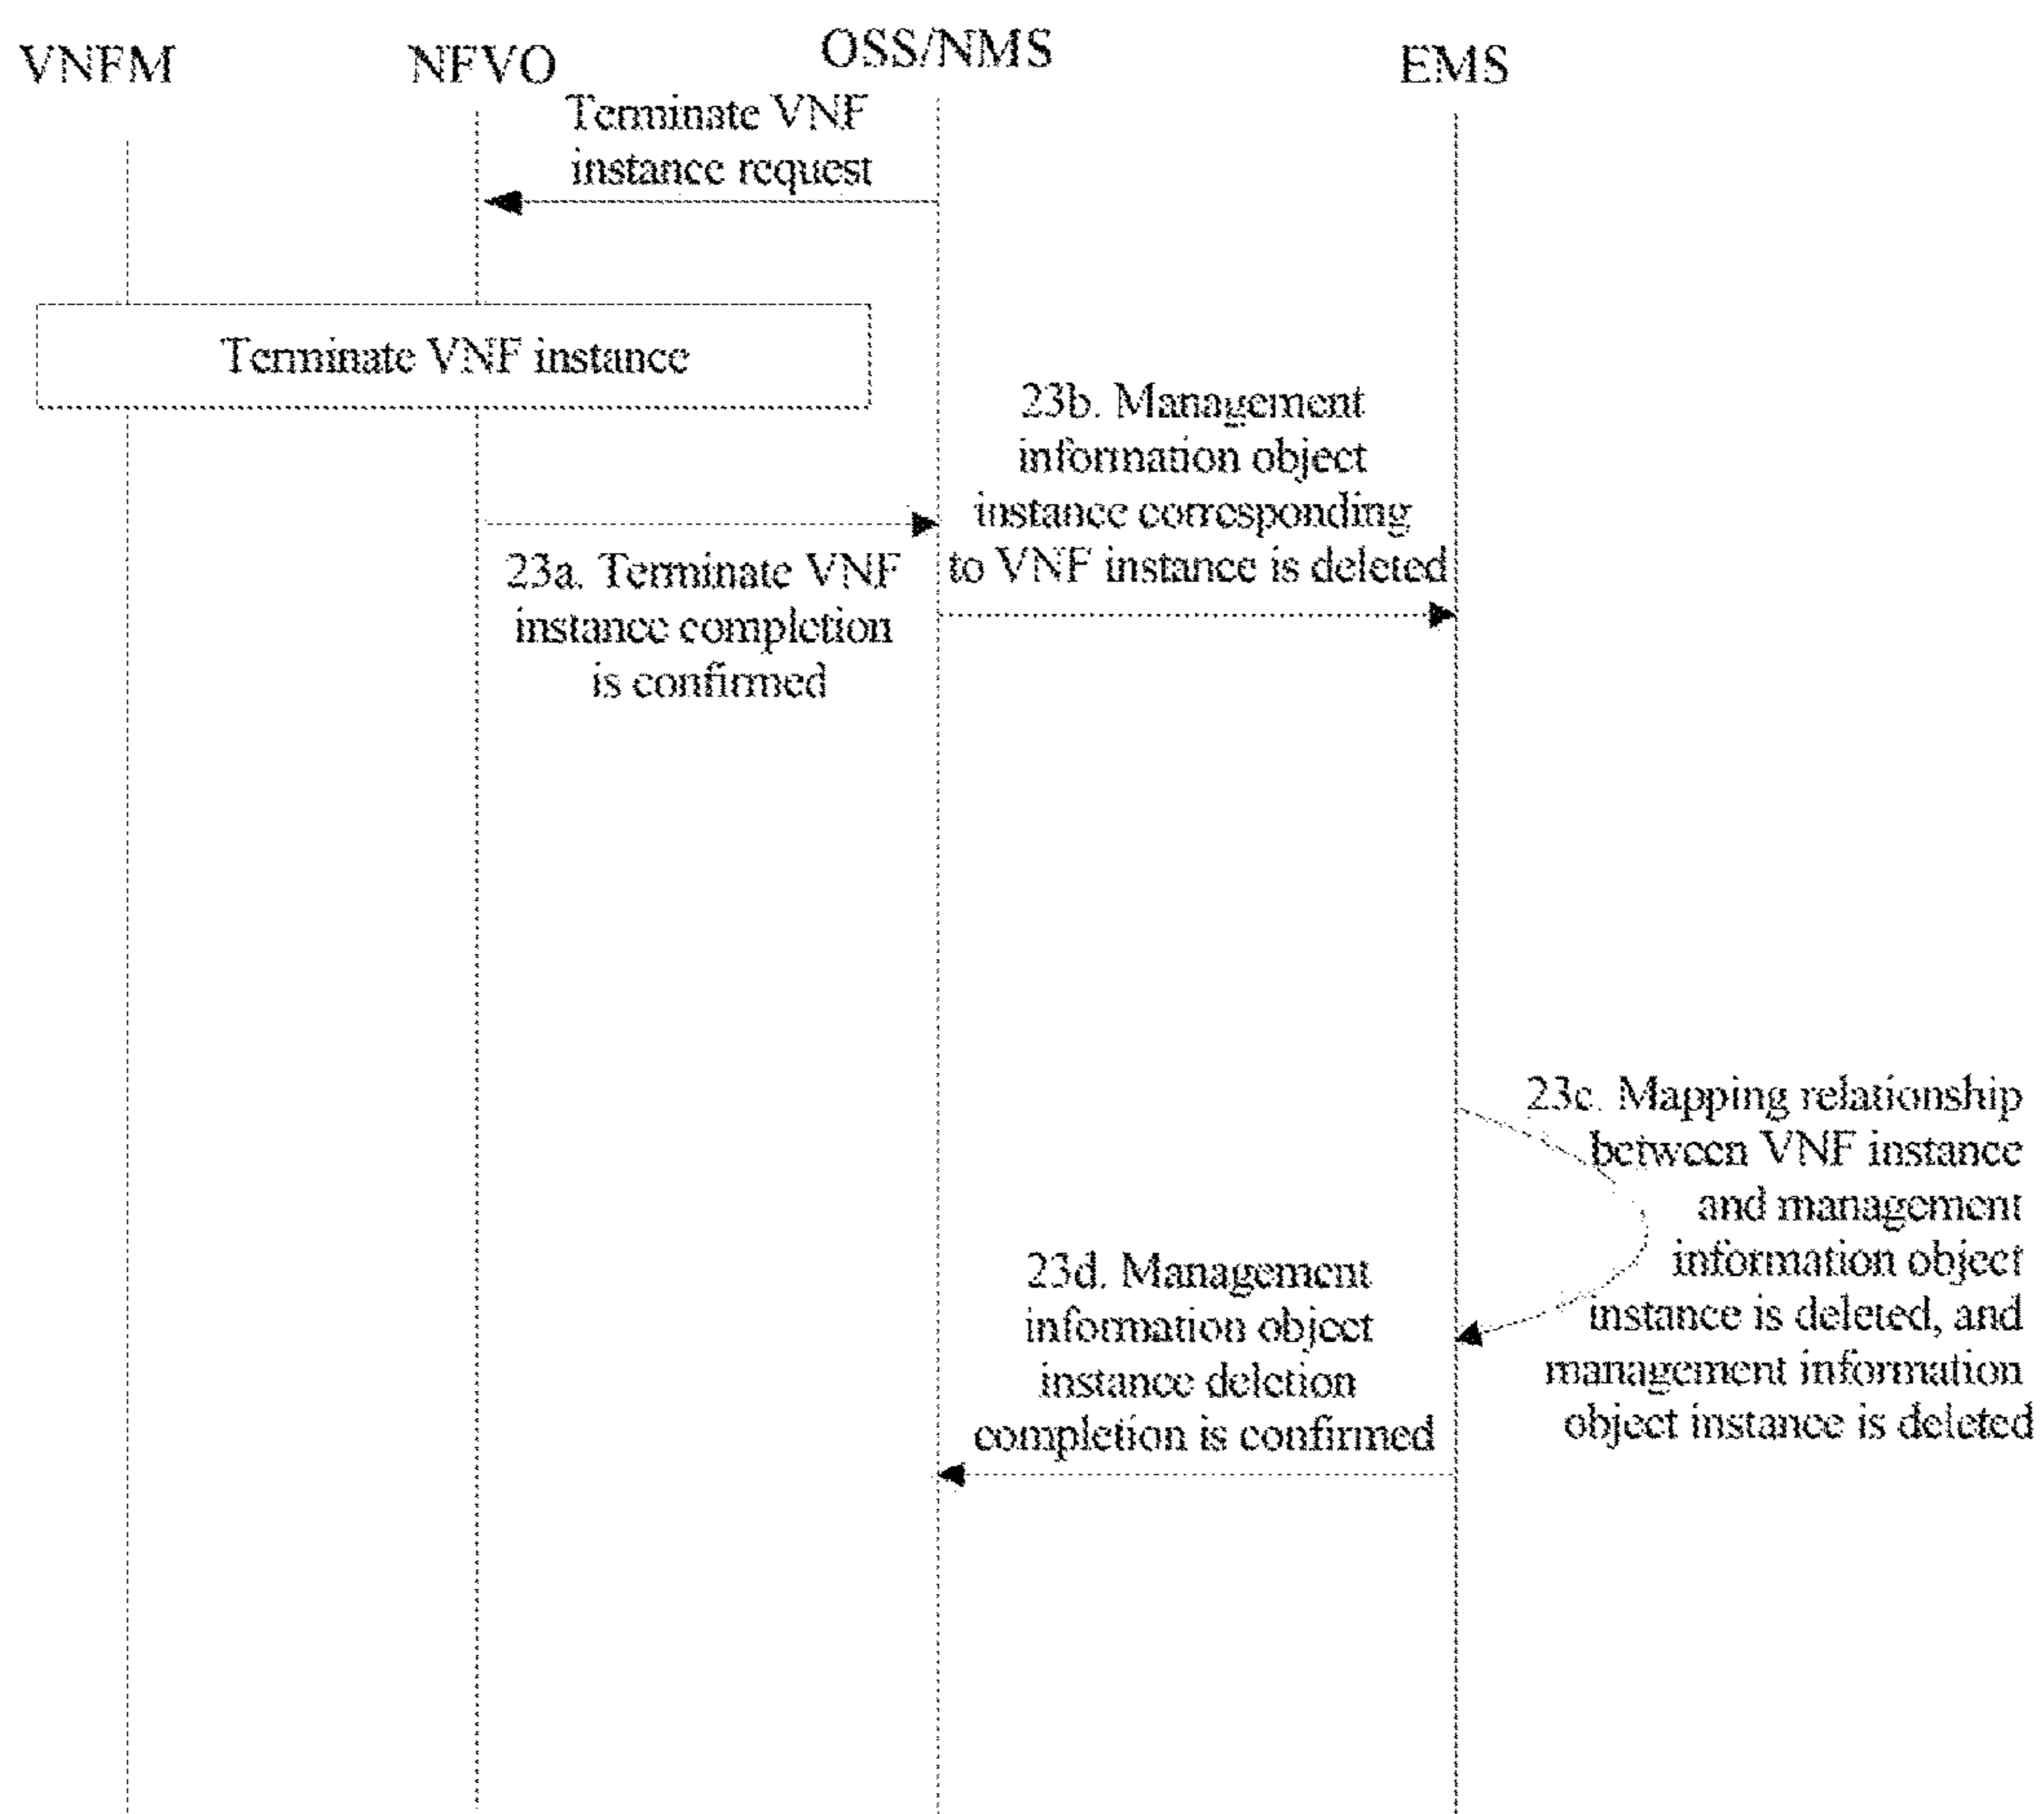 VNFM
NFVO
OSS/NMS
EMS
Terminate VNF
instance request
Terminate VNF instance
23b. Management
information object
instance corresponding
to VNF instance is deleted
23a. Terminate VNF
instance completion
is confirmed
23c. Mapping relationship
between VNF instance
and management
information object
instance is deleted, and
management information
object instance is deleted
23d. Management
information object
instance deletion
completion is confirmed